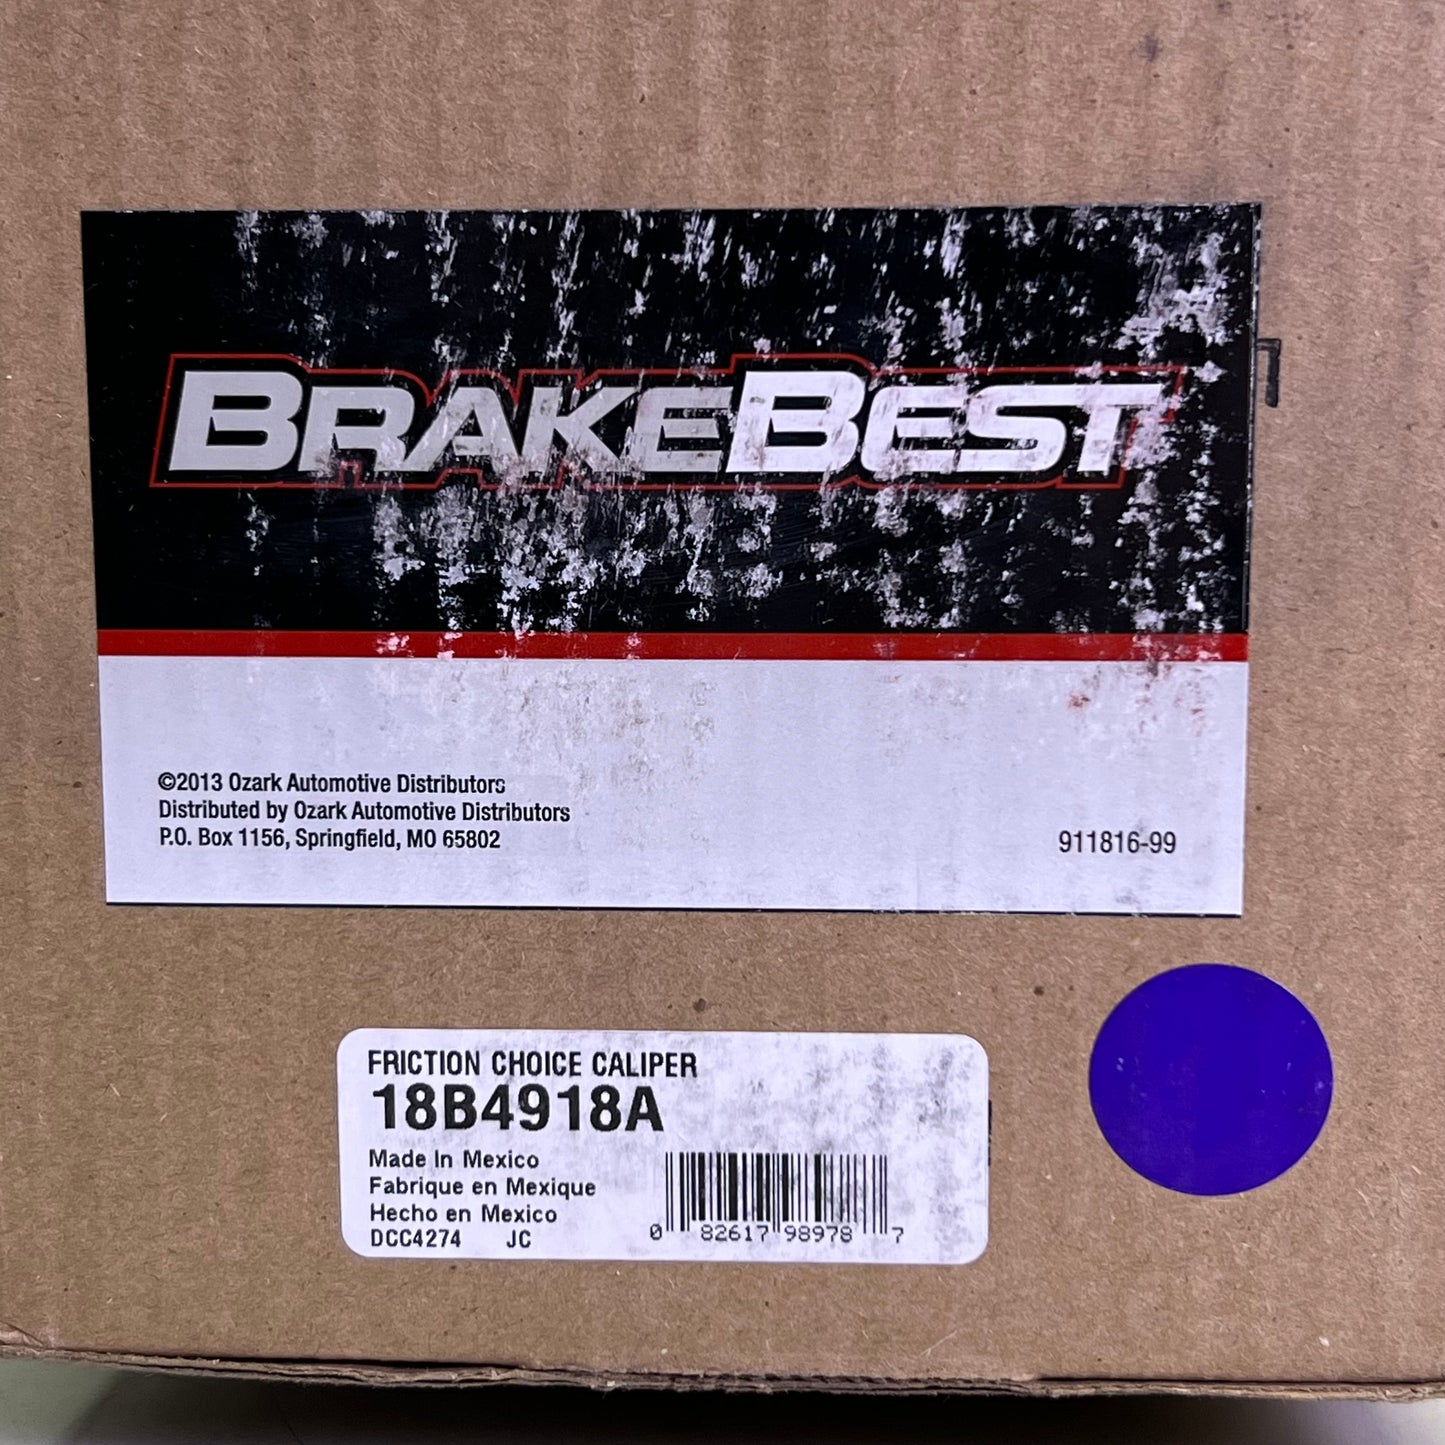 BRAKEBEST
©2013 Ozark Automotive Distributors
Distributed by Ozark Automotive Distributors
P.O. Box 1156, Springfield, MO 65802
911816-99
FRICTION CHOICE CALIPER
18B4918A
Made In Mexico
Fabrique en Mexique
Hecho en Mexico
DCC4274 JC
0 82617 98978 7